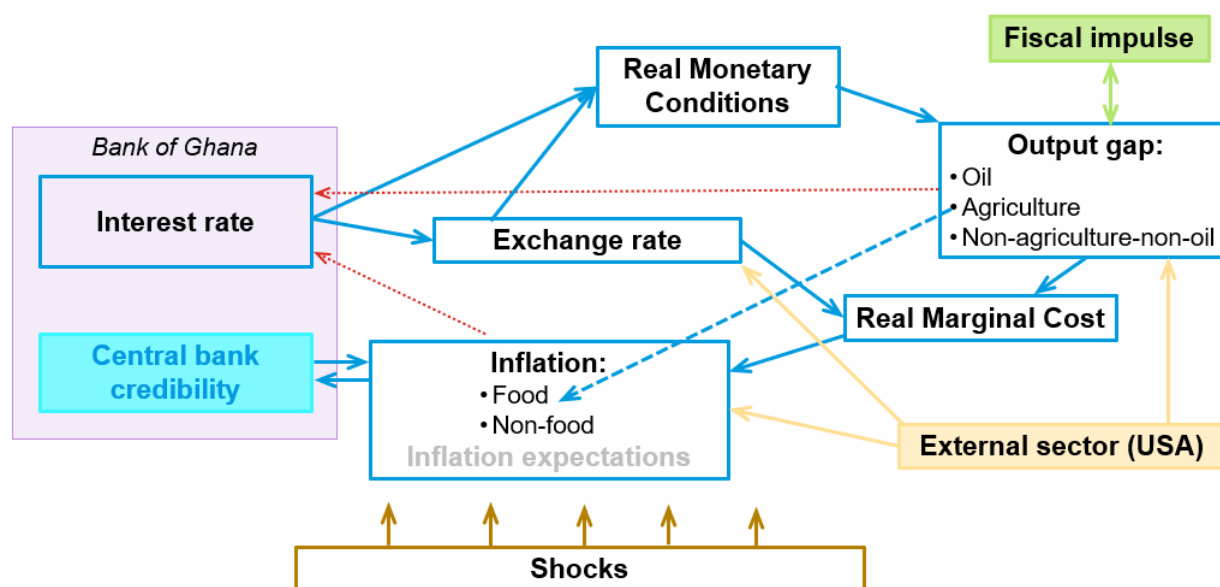 Fiscal impulse
Real Monetary
Conditions
Bank of Ghana
Interest rate
Exchange rate
Output gap:
• Oil
• Agriculture
• Non-agriculture-non-oil
Real Marginal Cost
Central bank
credibility
Inflation:
• Food
• Non-food
Inflation expectations
External sector (USA)
Shocks